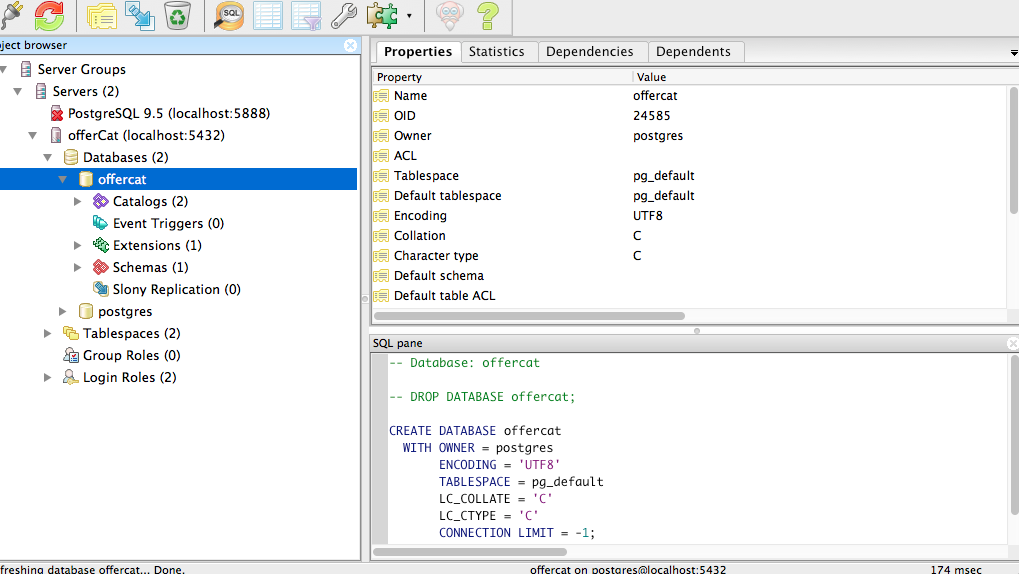 SQL
ject browser
Server Groups
Servers (2)
PostgreSQL 9.5 (localhost:5888)
offerCat (localhost:5432)
Databases (2)
offercat
Catalogs (2)
Event Triggers (0)
Extensions (1)
Schemas (1)
Slony Replication (0)
postgres
Tablespaces (2)
Group Roles (0)
Login Roles (2)
Properties Statistics Dependencies Dependents
Property Value
Name offercat
OID 24585
Owner postgres
ACL
Tablespace pg_default
Default tablespace pg_default
Encoding UTF8
Collation C
Character type C
Default schema
Default table ACL
SQL pane
-- Database: offercat
-- DROP DATABASE offercat;
CREATE DATABASE offercat
WITH OWNER = postgres
ENCODING = 'UTF8'
TABLESPACE = pg_default
LC_COLLATE = 'C'
LC_CTYPE = 'C'
CONNECTION LIMIT = -1;
freshing database offercat... Done. offercat on postgres@localhost:5432 174 msec